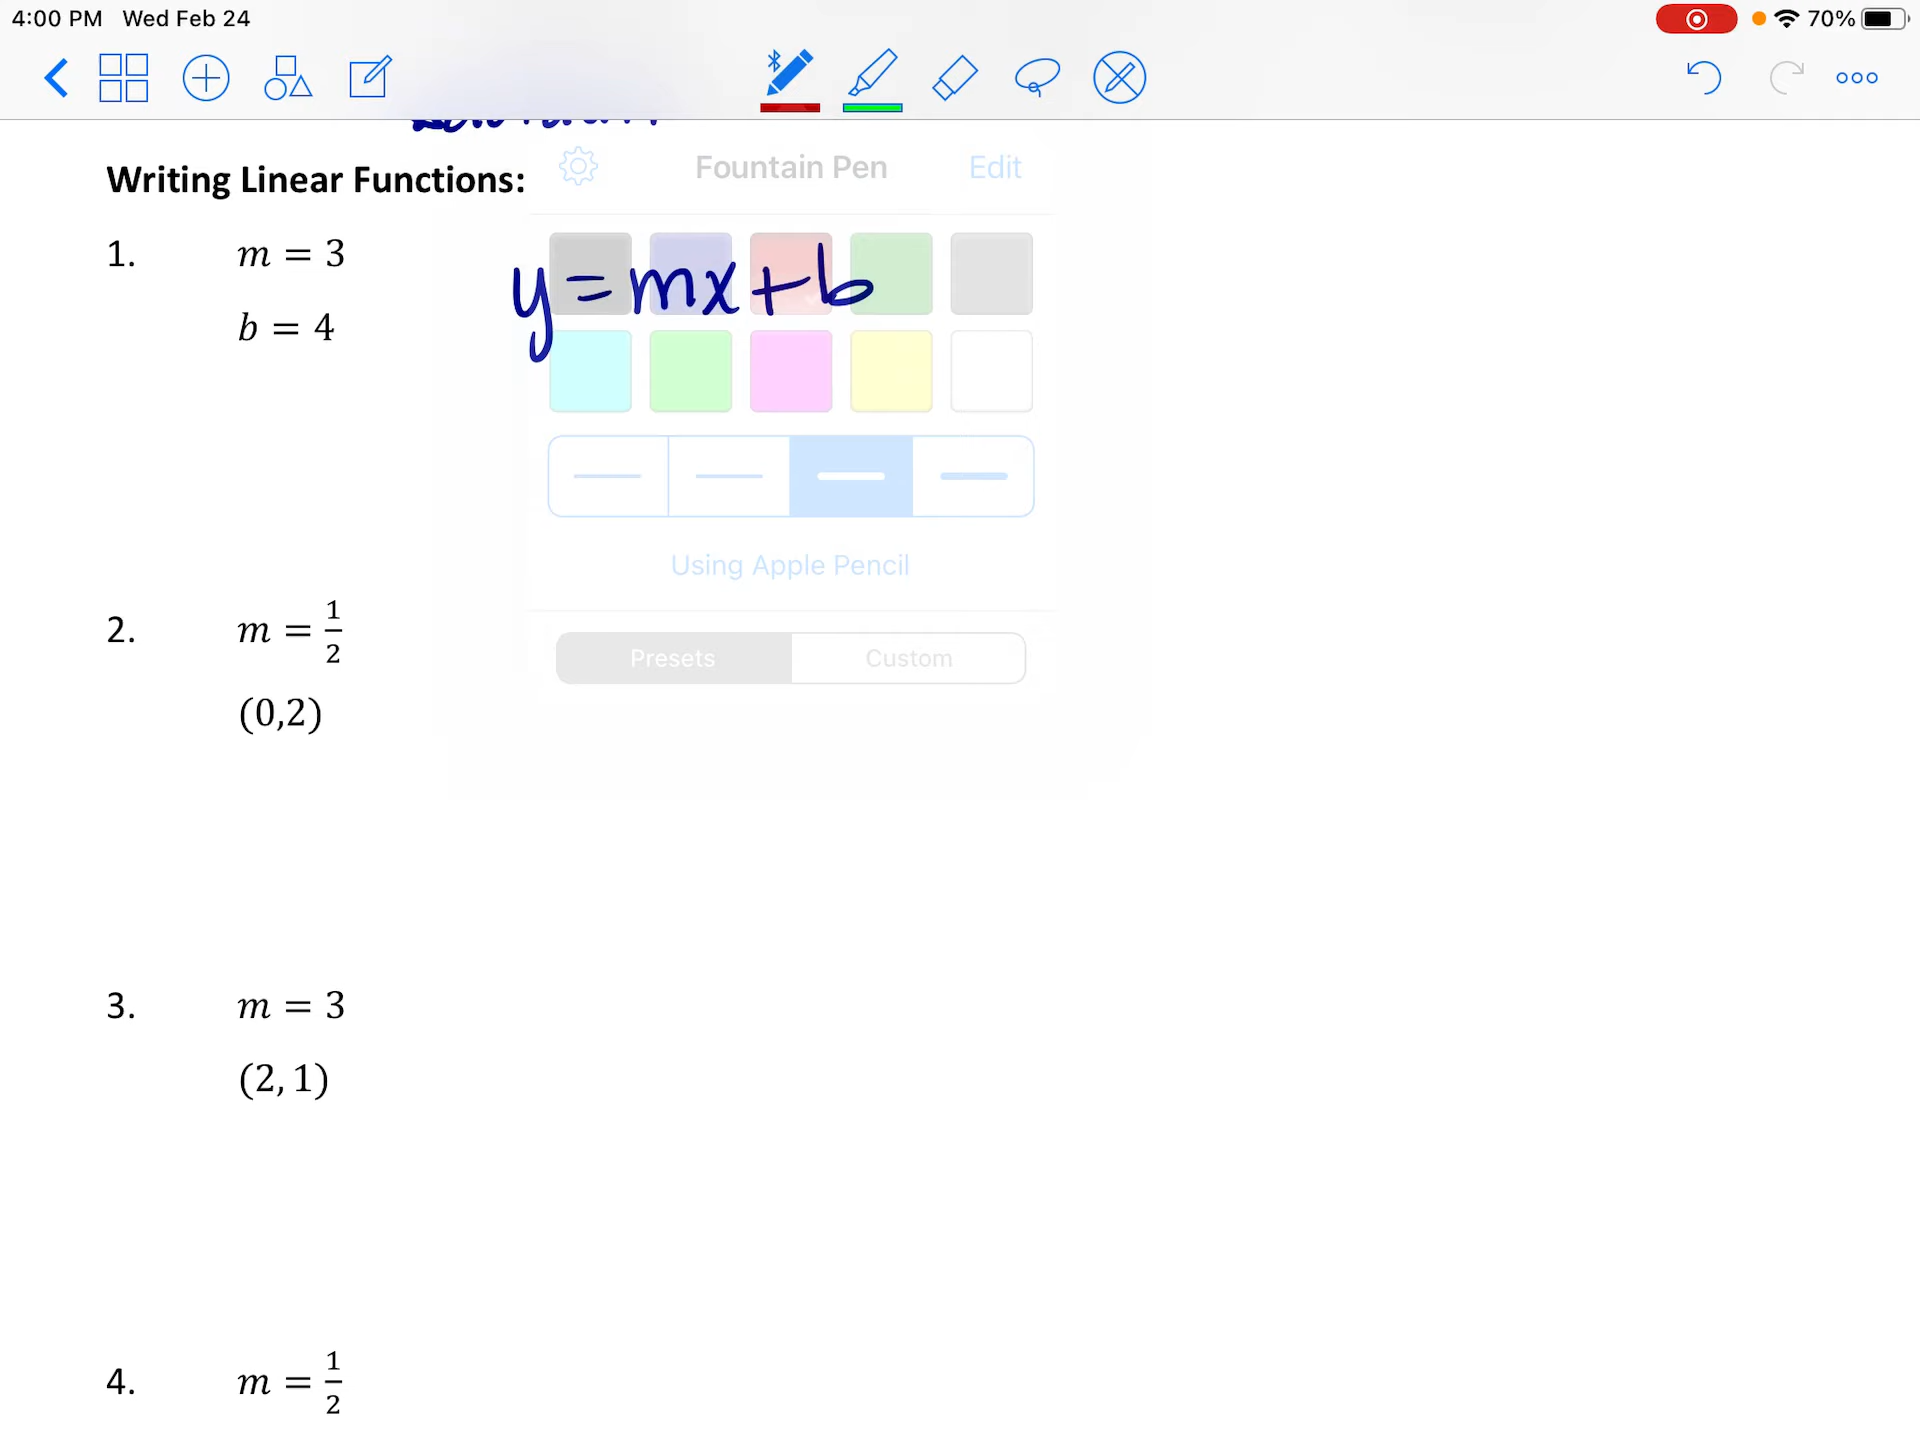 4:00 PM Wed Feb 24
70%
Writing Linear Functions:
Fountain Pen
Edit
1. m = 3
b = 4
y = mx + b
Using Apple Pencil
2. m = 1/2
Presets
Custom
(0,2)
3. m = 3
(2, 1)
4. m = 1/2